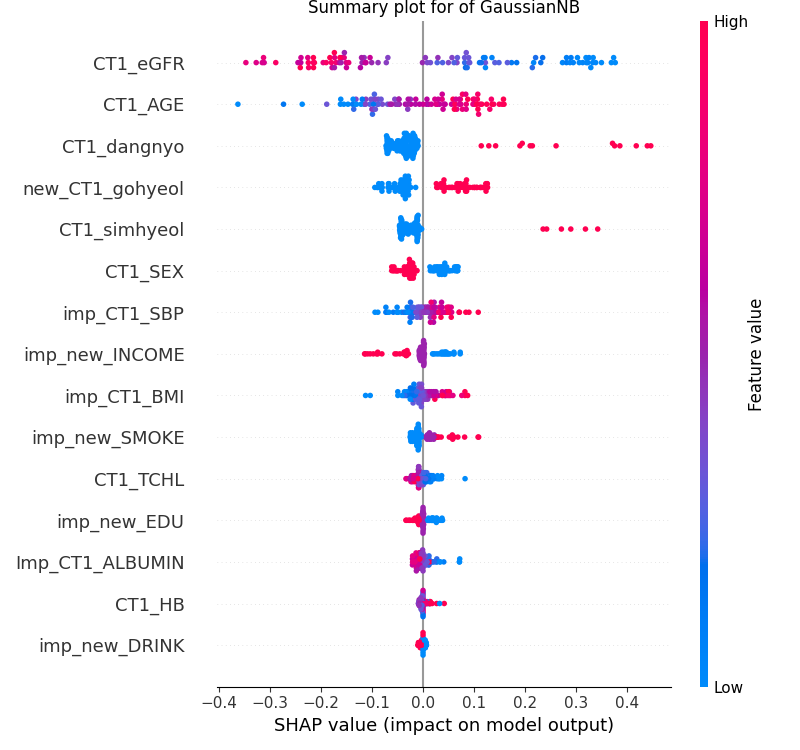 Summary plot for of GaussianNB
High
CT1_eGFR
CT1_AGE
CT1_dangnyo
new_CT1_gohyeol
CT1_simhyeol
CT1_SEX
imp_CT1_SBP
imp_new_INCOME
imp_CT1_BMI
imp_new_SMOKE
CT1_TCHL
imp_new_EDU
Imp_CT1_ALBUMIN
CT1_HB
imp_new_DRINK
Feature value
Low
−0.4 −0.3 −0.2 −0.1 0.0 0.1 0.2 0.3 0.4
SHAP value (impact on model output)